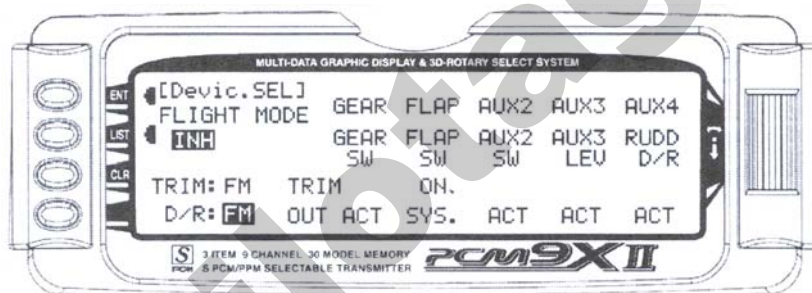 MULTI-DATA GRAPHIC DISPLAY & 3D-ROTARY SELECT SYSTEM
ENT
LIST
CLR
[Devic.SEL]
FLIGHT MODE GEAR FLAP AUX2 AUX3 AUX4
INH GEAR FLAP AUX2 AUX3 RUDD
SW SW SW LEV D/R
TRIM: FM TRIM ON.
D/R: FM OUT ACT SYS. ACT ACT ACT
S PCM
3 ITEM 9 CHANNEL 30 MODEL MEMORY
S PCM/PPM SELECTABLE TRANSMITTER
PCM9X II